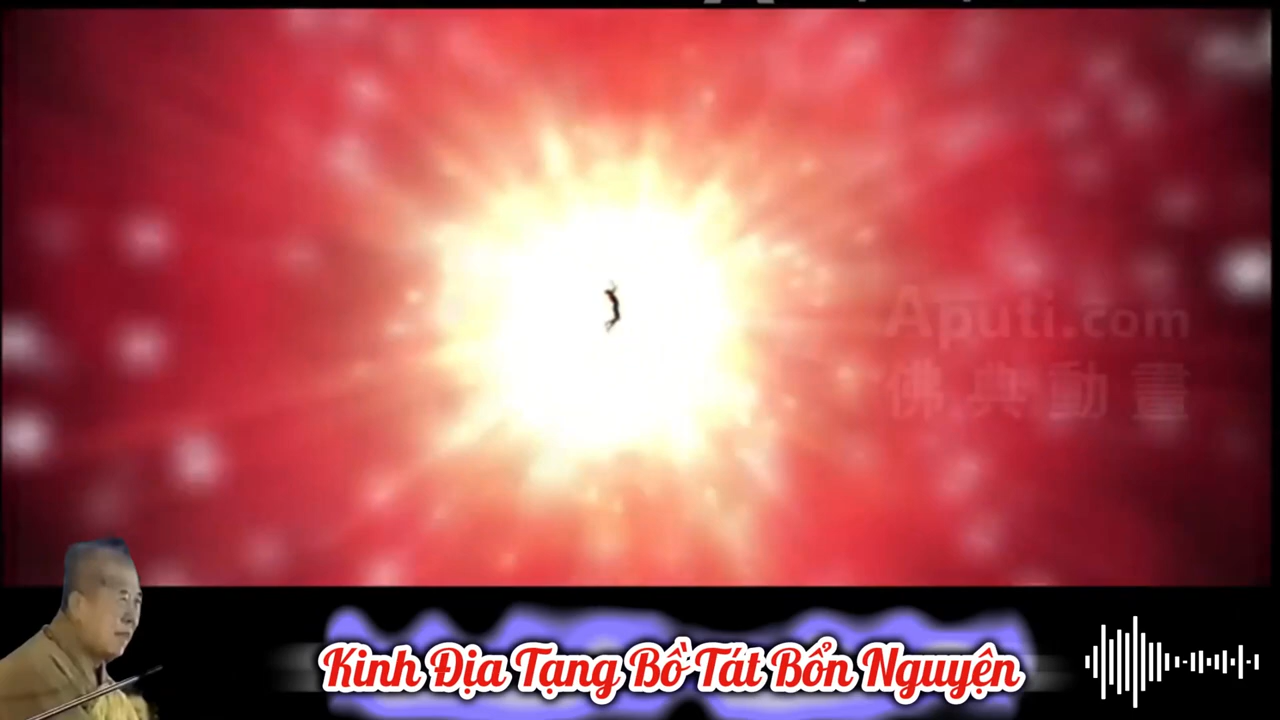 Aputi.com
佛典動畫
Kinh Địa Tạng Bồ Tát Bổn Nguyện